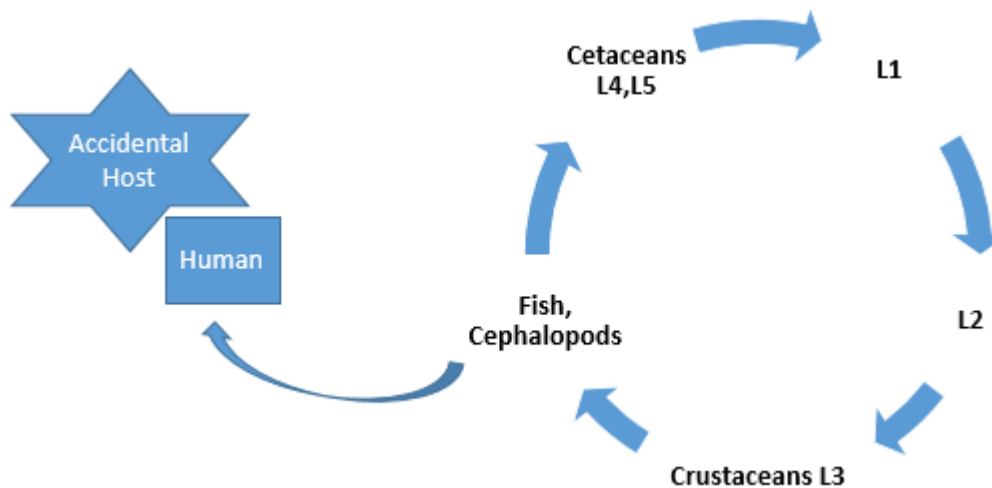 Cetaceans
L4,L5
L1
Accidental
Host
Human
Fish,
Cephalopods
L2
Crustaceans L3